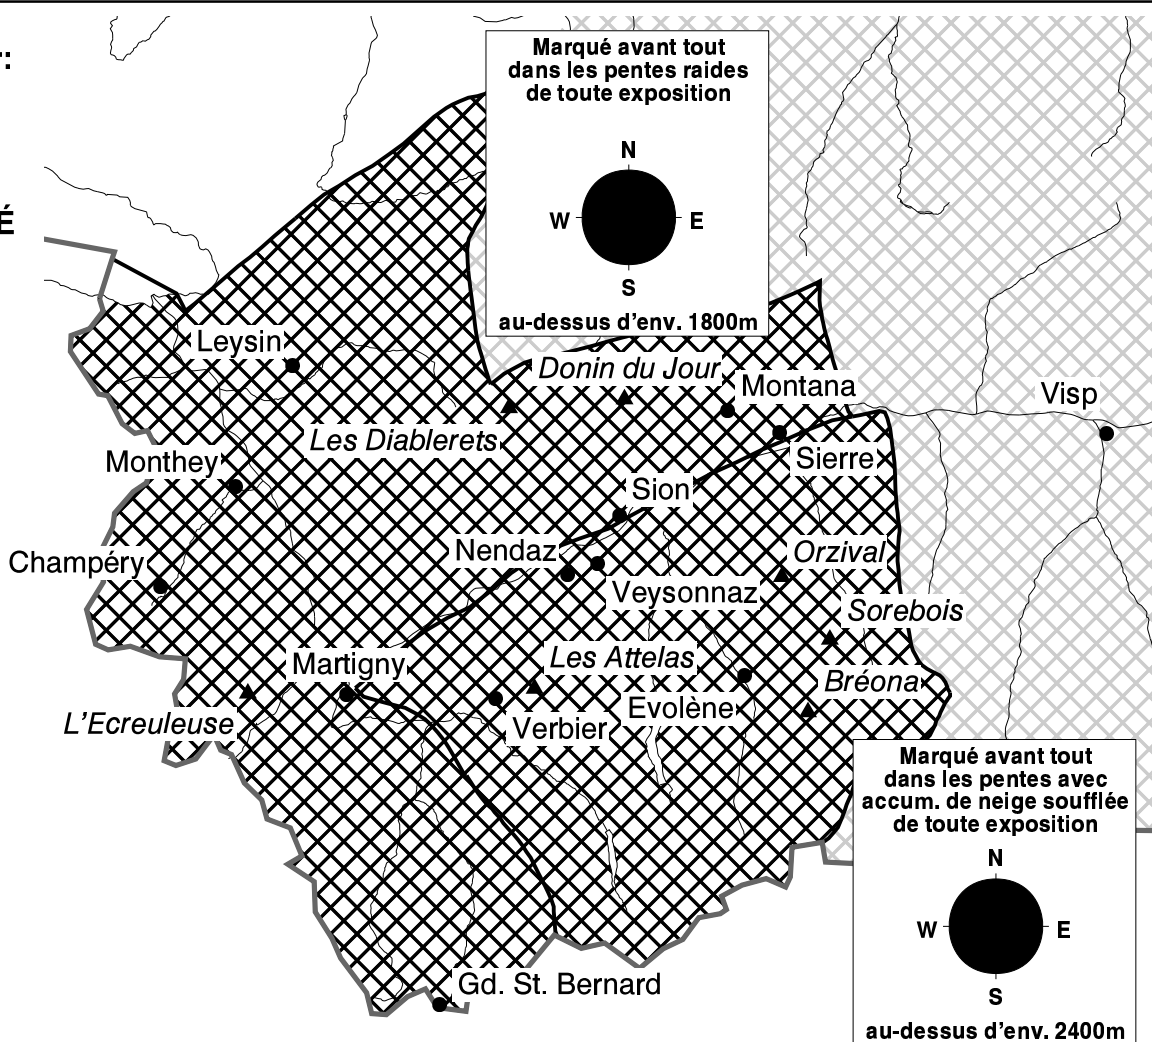 r:
É
Marqué avant tout
dans les pentes raides
de toute exposition
N
W E
S
au-dessus d'env. 1800m
Leysin
Donin du Jour
Montana
Visp
Les Diablerets
Sierre
Monthey
Sion
Nendaz
Orzival
Champéry
Veysonnaz
Sorebois
Martigny
Les Attelas
Bréona
L'Ecreuleuse
Evolène
Verbier
Marqué avant tout
dans les pentes avec
accum. de neige soufflée
de toute exposition
N
W E
S
au-dessus d'env. 2400m
Gd. St. Bernard